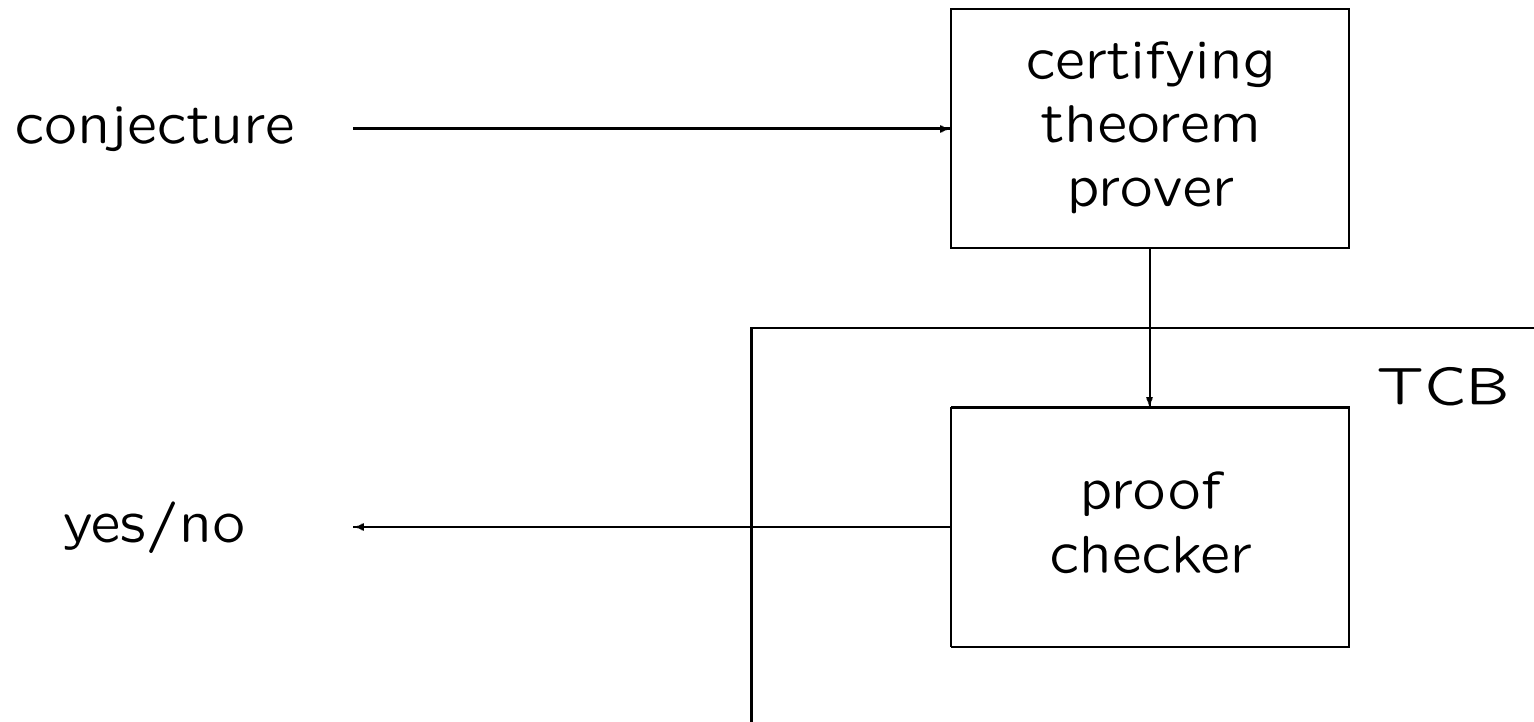 certifying
theorem
prover
conjecture
TCB
proof
checker
yes/no